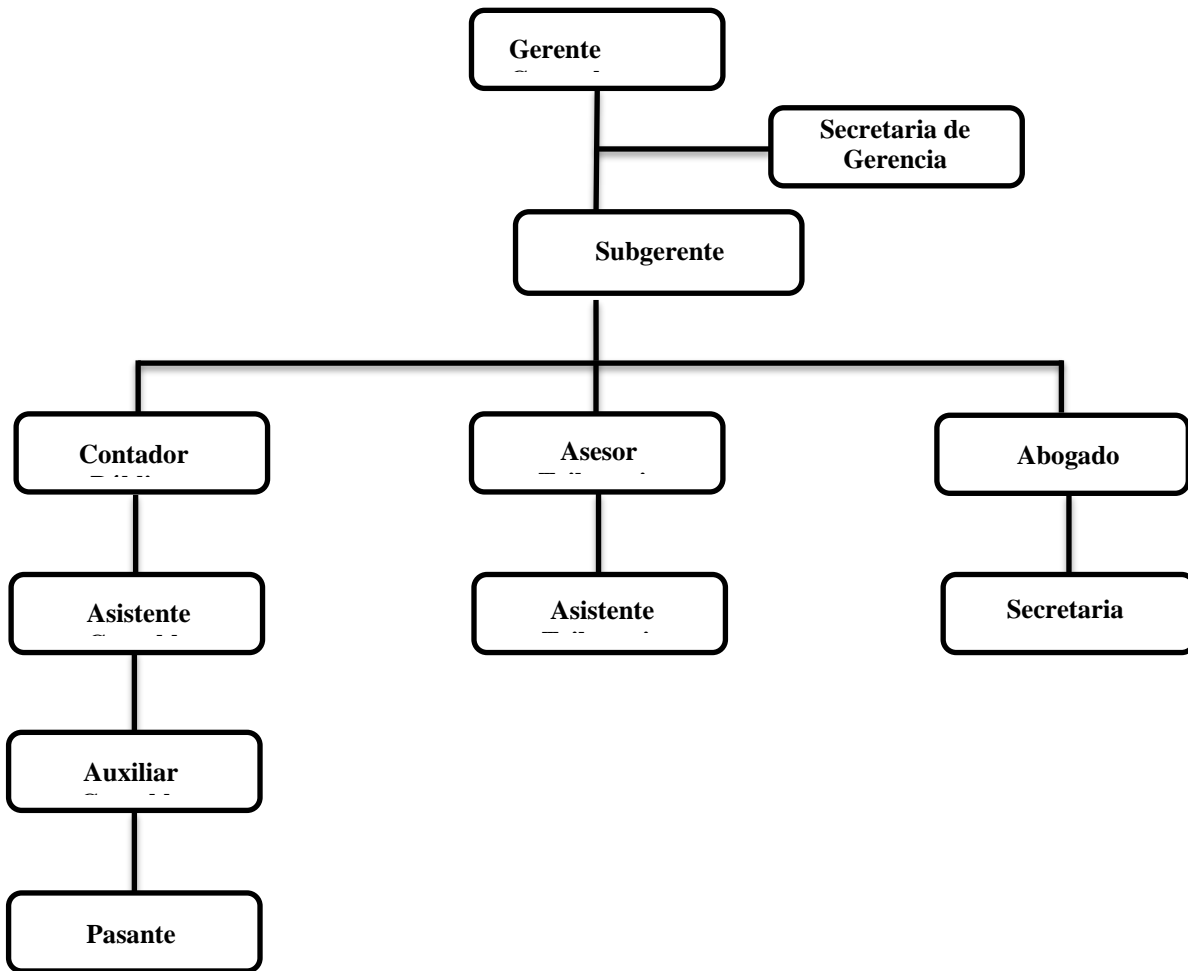 Gerente
Secretaria de
Gerencia
Subgerente
Contador
Asesor
Abogado
Asistente
Asistente
Secretaria
Auxiliar
Pasante